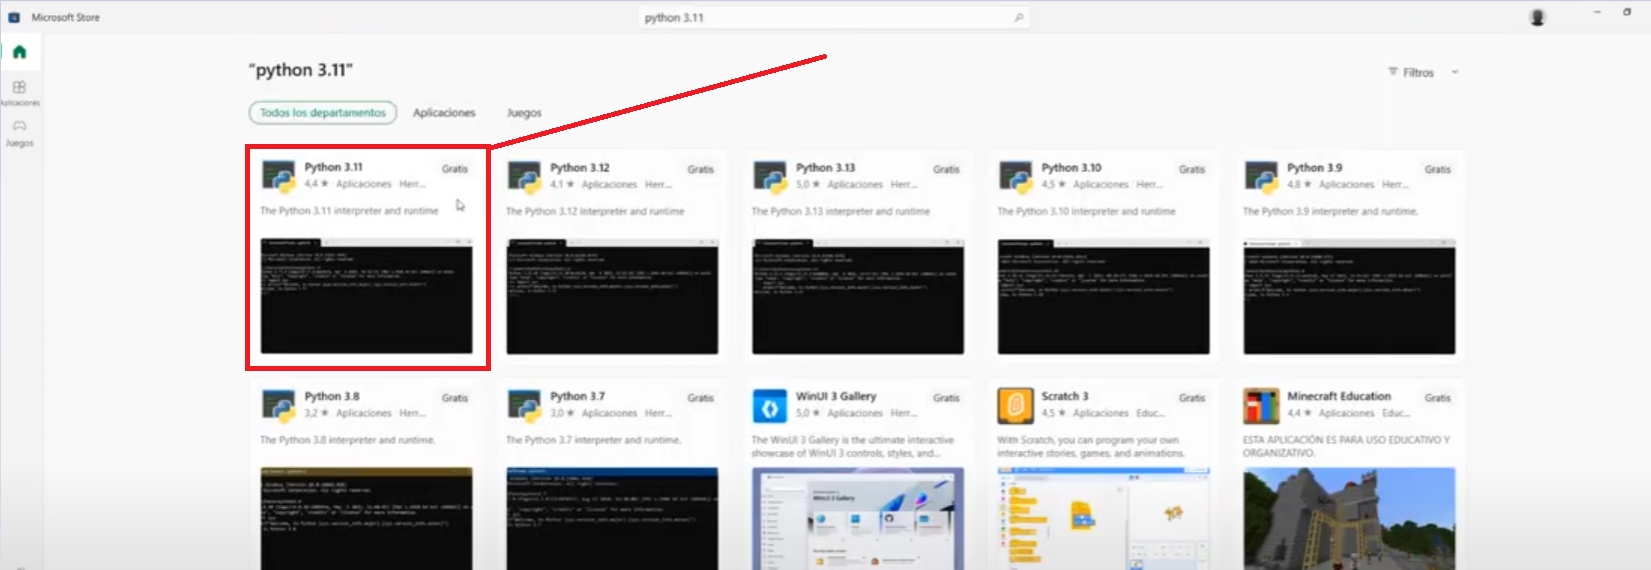 Microsoft Store
python 3.11
"python 3.11"
Filtros
Aplicaciones
Juegos
Todos los departamentos
Aplicaciones
Juegos
Python 3.11
Gratis
4,4 ★ Aplicaciones Herr...
The Python 3.11 interpreter and runtime
Python 3.12
Gratis
4,1 ★ Aplicaciones Herr...
The Python 3.12 interpreter and runtime
Python 3.13
Gratis
5,0 ★ Aplicaciones Herr...
The Python 3.13 interpreter and runtime
Python 3.10
Gratis
4,5 ★ Aplicaciones Herr...
The Python 3.10 interpreter and runtime
Python 3.9
Gratis
4,8 ★ Aplicaciones Herr...
The Python 3.9 interpreter and runtime.
Python 3.8
Gratis
3,2 ★ Aplicaciones Herr...
The Python 3.8 interpreter and runtime.
Python 3.7
Gratis
3,0 ★ Aplicaciones Herr...
The Python 3.7 interpreter and runtime.
WinUI 3 Gallery
Gratis
5,0 ★ Aplicaciones Herr...
The WinUI 3 Gallery is the ultimate interactive
showcase of WinUI 3 controls, styles, and...
WinUI 3 Gallery
Scratch 3
Gratis
4,5 ★ Aplicaciones Educ...
With Scratch, you can program your own
interactive stories, games, and animations.
Minecraft Education
Gratis
4,4 ★ Aplicaciones Educ...
ESTA APLICACIÓN ES PARA USO EDUCATIVO Y
ORGANIZATIVO.